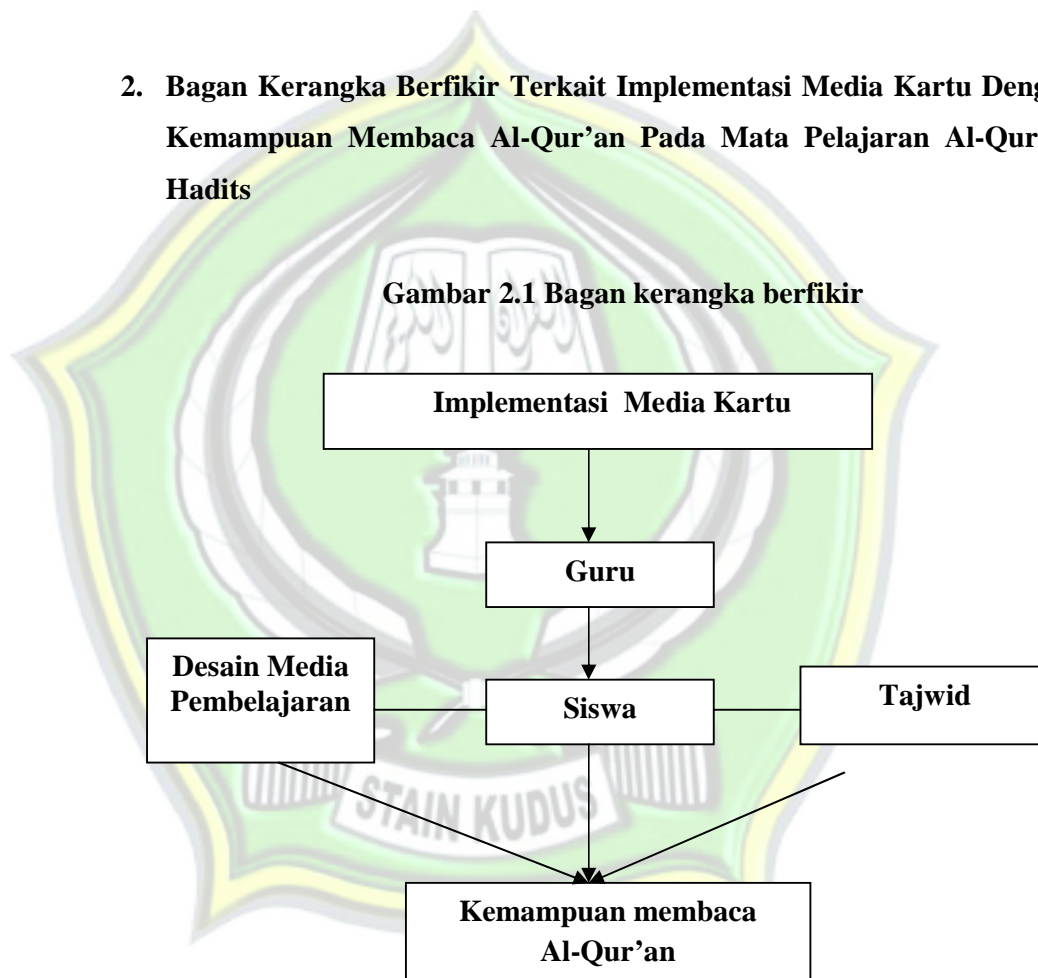 2. Bagan Kerangka Berfikir Terkait Implementasi Media Kartu Deng
Kemampuan Membaca Al-Qur’an Pada Mata Pelajaran Al-Qur
Hadits
Gambar 2.1 Bagan kerangka berfikir
Implementasi Media Kartu
Guru
Desain Media
Pembelajaran
Siswa
Tajwid
STAIN KUDUS
Kemampuan membaca
Al-Qur’an